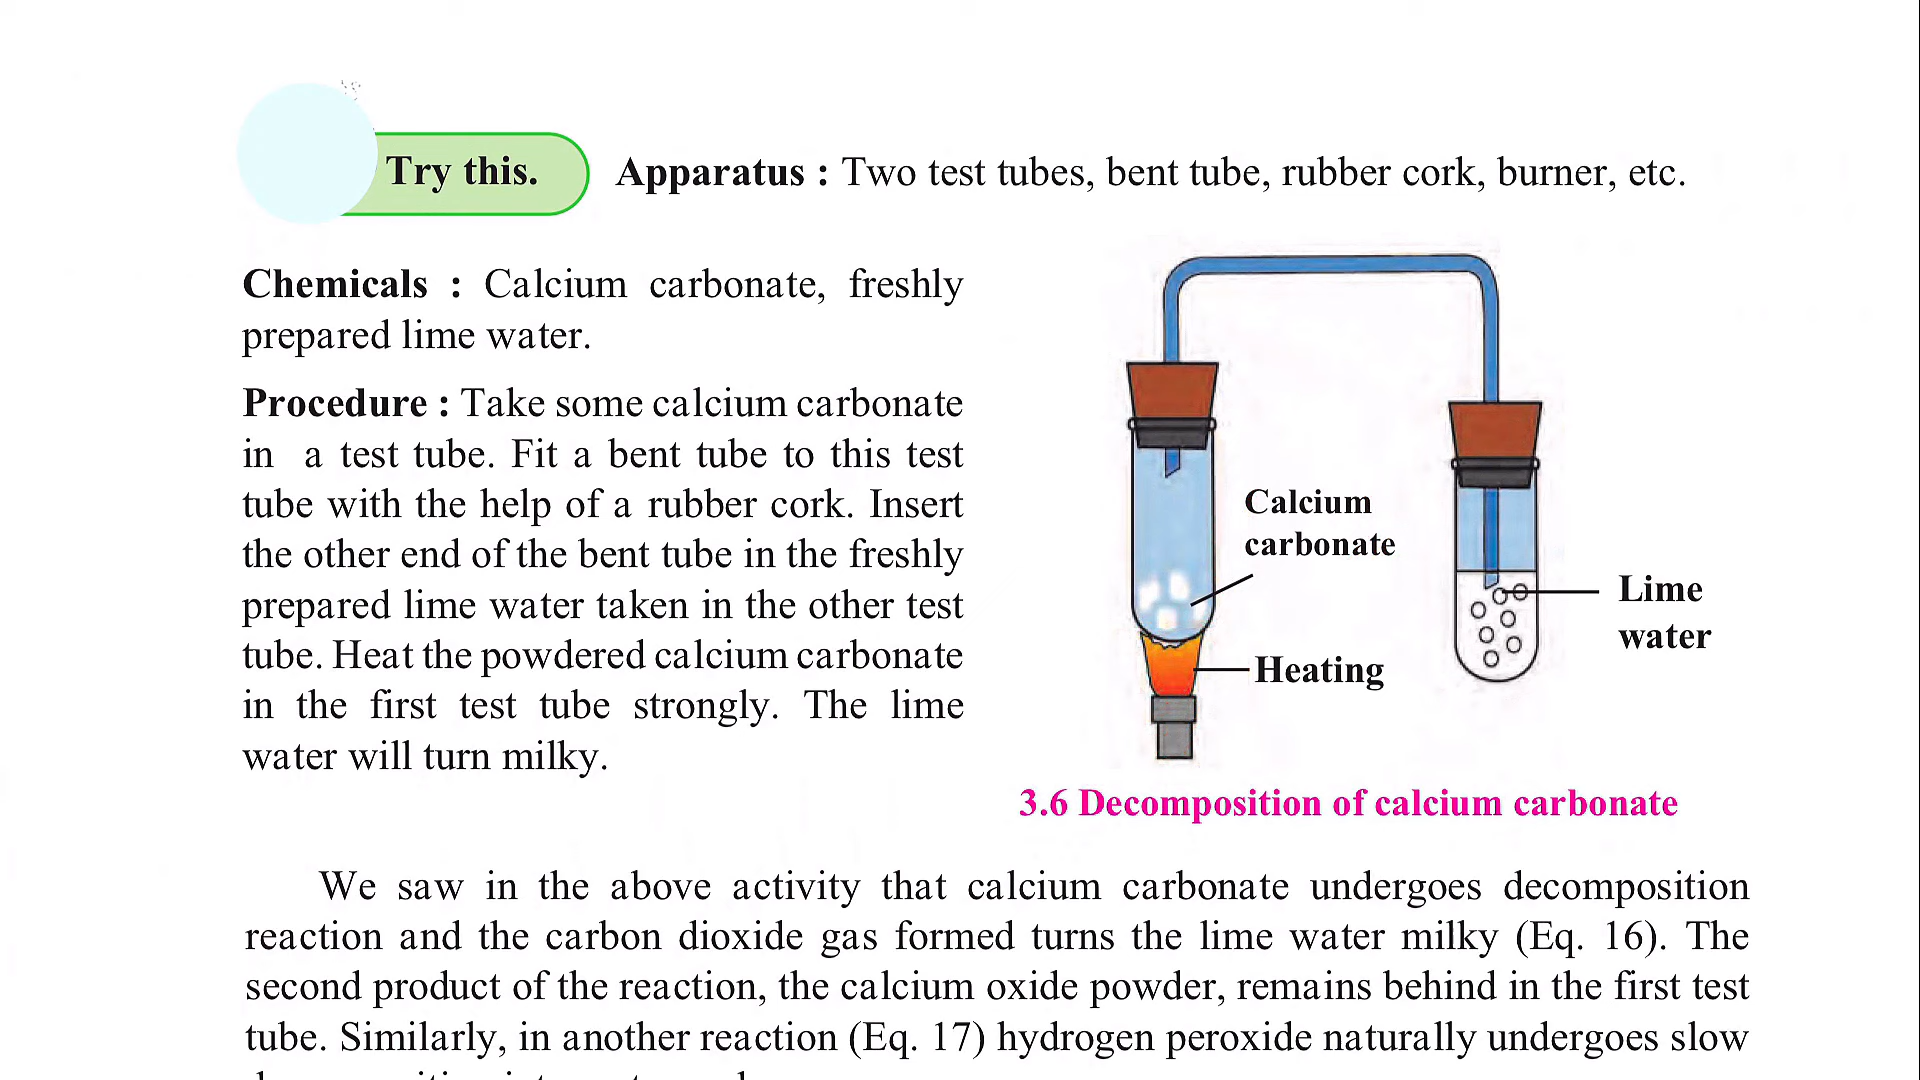 Try this.
Apparatus : Two test tubes, bent tube, rubber cork, burner, etc.
Chemicals : Calcium carbonate, freshly
prepared lime water.
Procedure : Take some calcium carbonate
in a test tube. Fit a bent tube to this test
tube with the help of a rubber cork. Insert
the other end of the bent tube in the freshly
prepared lime water taken in the other test
tube. Heat the powdered calcium carbonate
in the first test tube strongly. The lime
water will turn milky.
Calcium
carbonate
Lime
water
Heating
3.6 Decomposition of calcium carbonate
We saw in the above activity that calcium carbonate undergoes decomposition
reaction and the carbon dioxide gas formed turns the lime water milky (Eq. 16). The
second product of the reaction, the calcium oxide powder, remains behind in the first test
tube. Similarly, in another reaction (Eq. 17) hydrogen peroxide naturally undergoes slow